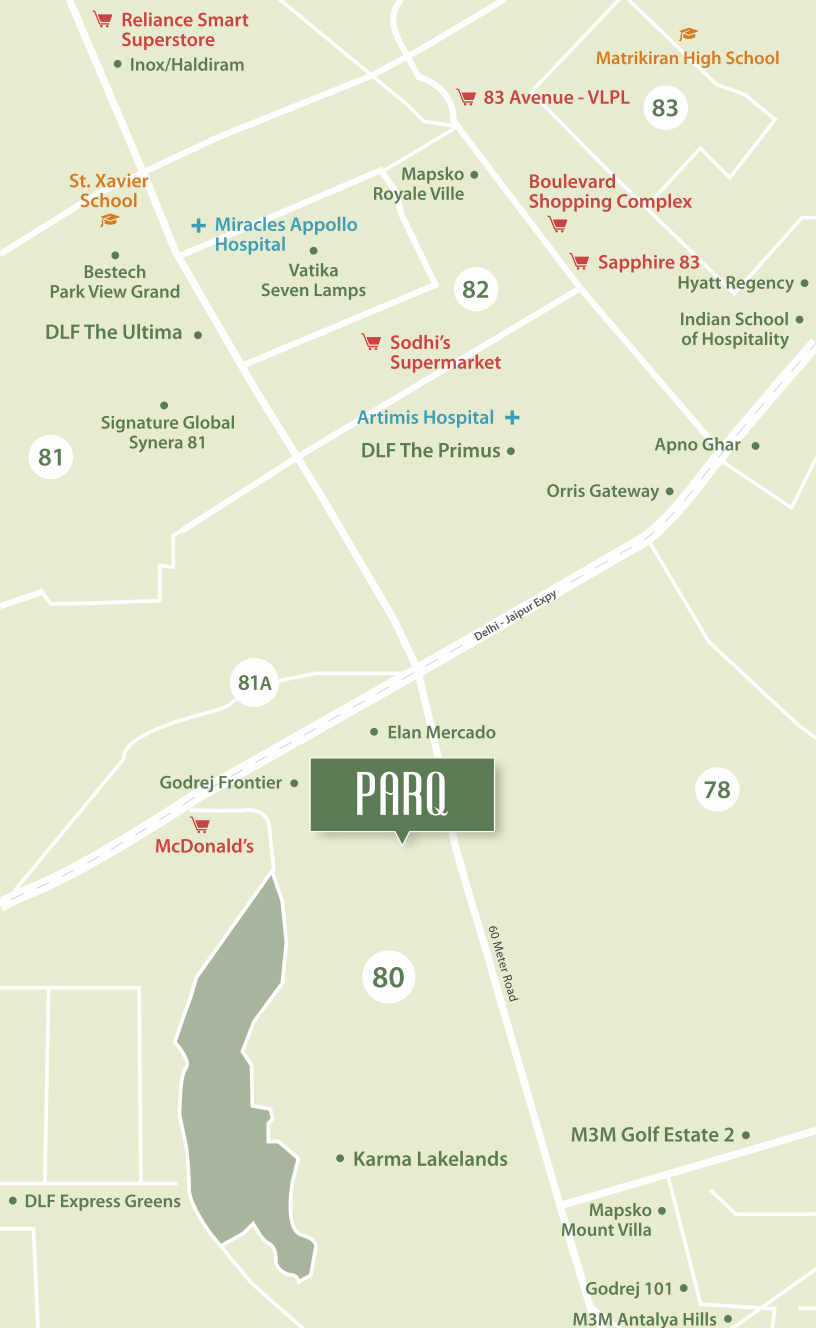 Reliance Smart
Superstore
Inox/Haldiram
Matrikiran High School
83 Avenue - VLPL
83
St. Xavier
School
Mapsko
Royale Ville
Boulevard
Shopping Complex
Miracles Appollo
Hospital
Bestech
Park View Grand
Vatika
Seven Lamps
82
Sapphire 83
Hyatt Regency
Indian School
of Hospitality
DLF The Ultima
Sodhi's
Supermarket
Signature Global
Synera 81
81
Artimis Hospital
DLF The Primus
Apno Ghar
Orris Gateway
Delhi - Jaipur Expy
81A
Elan Mercado
Godrej Frontier
PARQ
78
McDonald's
60 Meter Road
80
M3M Golf Estate 2
Karma Lakelands
DLF Express Greens
Mapsko
Mount Villa
Godrej 101
M3M Antalya Hills